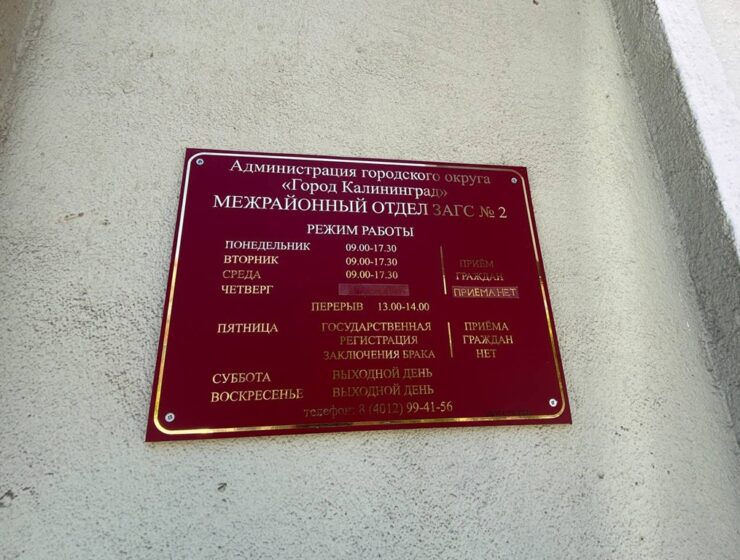 Администрация городского округа
«Город Калининград»
МЕЖРАЙОННЫЙ ОТДЕЛ ЗАГС № 2
РЕЖИМ РАБОТЫ
ПОНЕДЕЛЬНИК 09.00-17.30
ВТОРНИК 09.00-17.30 ПРИЁМ
СРЕДА 09.00-17.30 ГРАЖДАН
ЧЕТВЕРГ ПРИЁМА НЕТ
ПЕРЕРЫВ 13.00-14.00
ПЯТНИЦА ГОСУДАРСТВЕННАЯ ПРИЁМА
РЕГИСТРАЦИЯ ГРАЖДАН
ЗАКЛЮЧЕНИЯ БРАКА НЕТ
СУББОТА ВЫХОДНОЙ ДЕНЬ
ВОСКРЕСЕНЬЕ ВЫХОДНОЙ ДЕНЬ
телефон: 8 (4012) 99-41-56